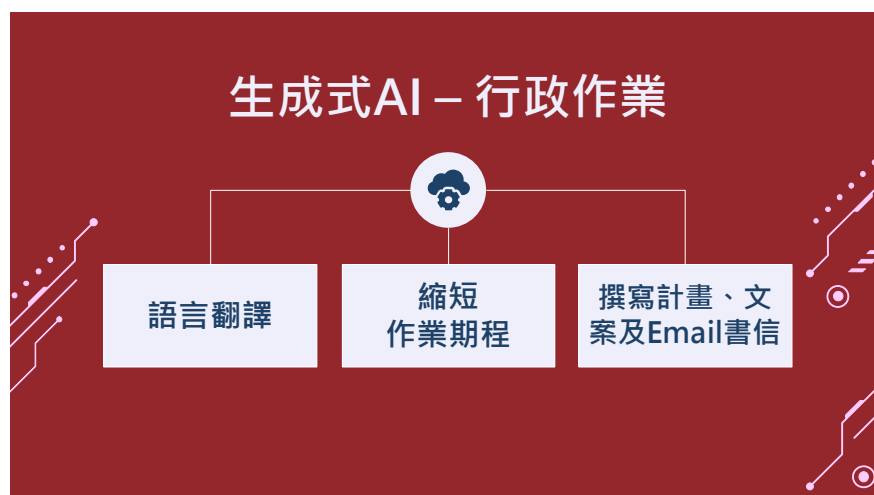 生成式AI – 行政作業
語言翻譯
縮短
作業期程
撰寫計畫、文
案及Email書信